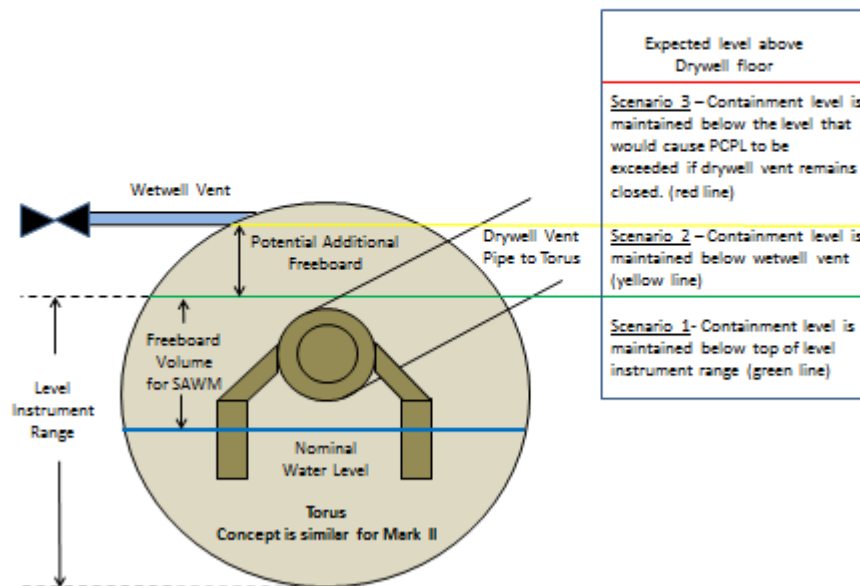 Expected level above
Drywell floor
Scenario 3 – Containment level is
maintained below the level that
would cause PCPL to be
exceeded if drywell vent remains
closed. (red line)
Wetwell Vent
Potential Additional
Freeboard
Drywell Vent
Pipe to Torus
Scenario 2 – Containment level is
maintained below wetwell vent
(yellow line)
Scenario 1- Containment level is
maintained below top of level
instrument range (green line)
Freeboard
Volume
for SAWM
Level
Instrument
Range
Nominal
Water Level
Torus
Concept is similar for Mark II